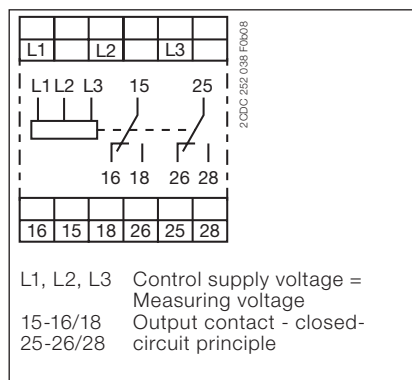 L1 L2 L3
L1 L2 L3 15 25
16 18 26 28
16 15 18 26 25 28
2CDC 252 038 F0b08
L1, L2, L3 Control supply voltage =
Measuring voltage
15-16/18 Output contact - closed-
25-26/28 circuit principle